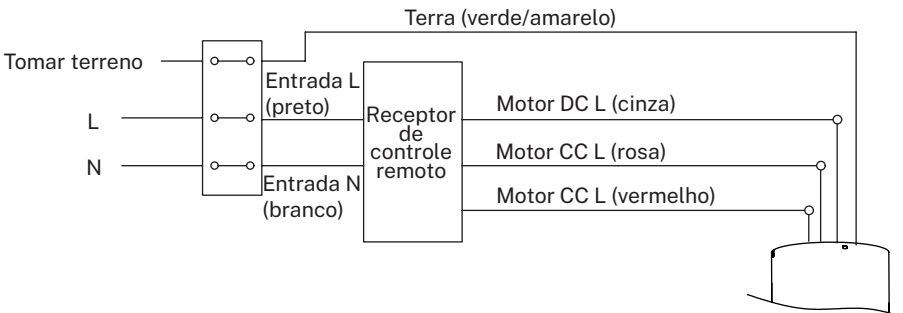 Terra (verde/amarelo)
Tomar terreno
Entrada L
(preto)
L
Receptor
de
controle
remoto
Motor DC L (cinza)
Motor CC L (rosa)
N
Entrada N
(branco)
Motor CC L (vermelho)